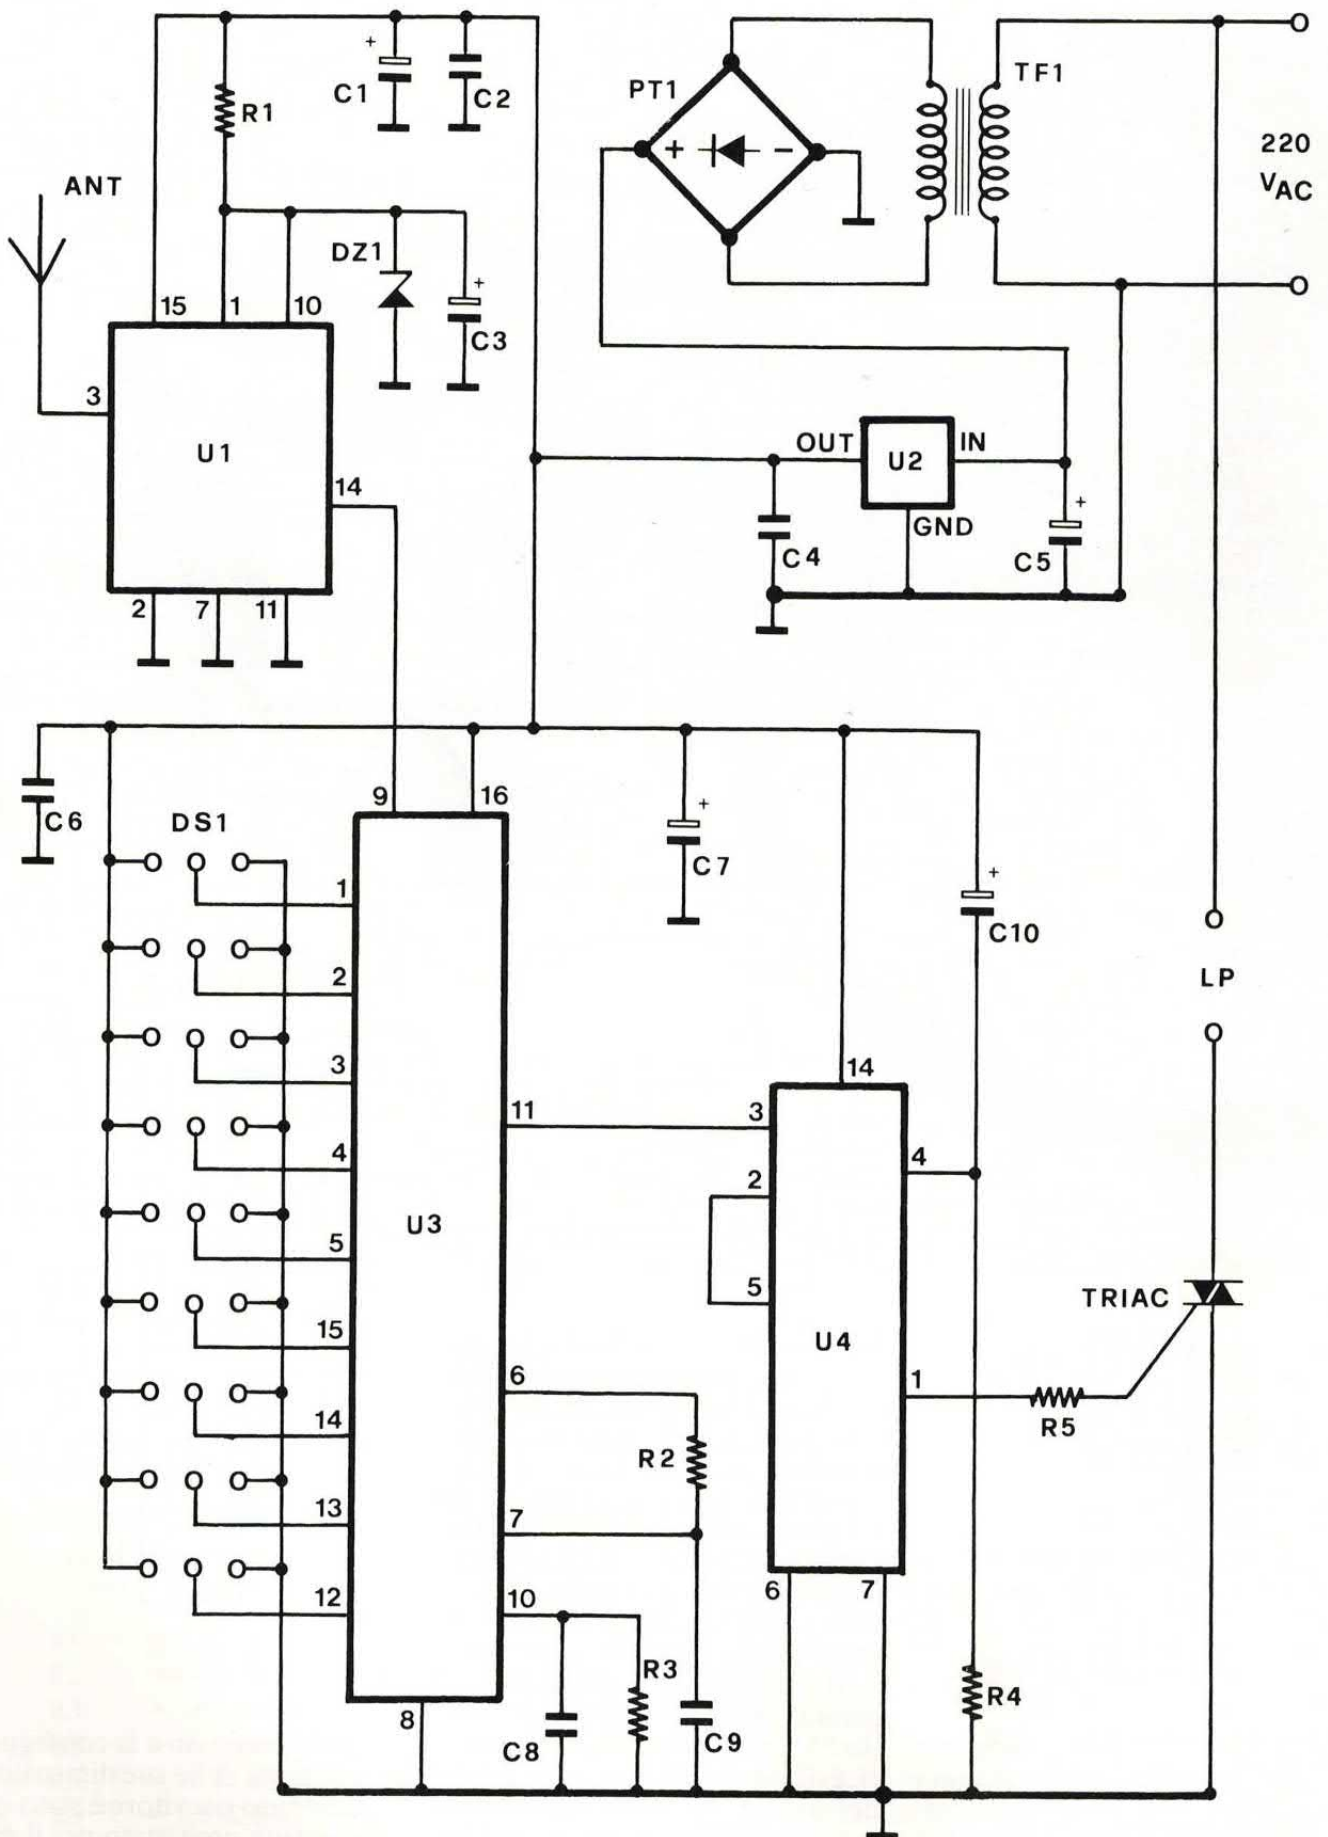 TF1
PT1
+
C1
C2
R1
+
−
220
VAC
ANT
DZ1
+
C3
15
1
10
3
U1
OUT
U2
IN
14
GND
+
C4
C5
2
7
11
9
16
C6
DS1
+
C7
1
+
C10
2
LP
3
14
11
3
4
4
2
U3
5
5
TRIAC
15
U4
6
1
14
R5
R2
13
7
12
10
6
7
R3
R4
8
C8
C9